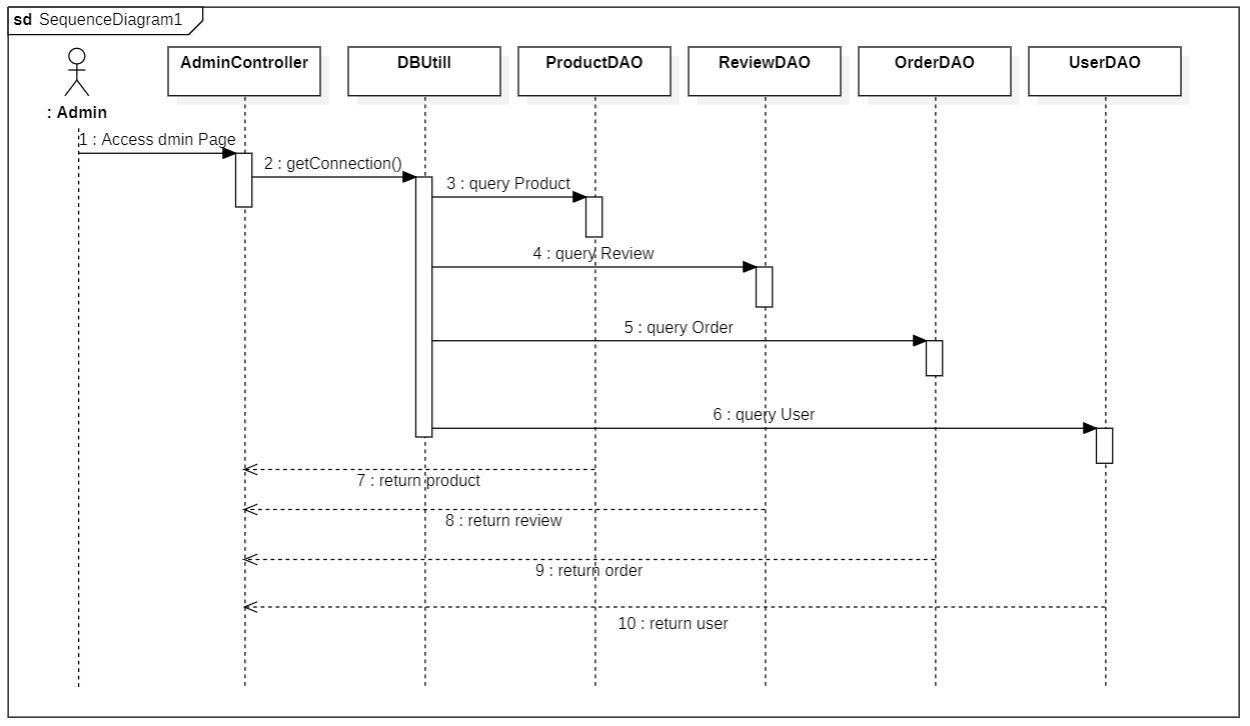 sd SequenceDiagram1
AdminController
DBUtill
ProductDAO
ReviewDAO
OrderDAO
UserDAO
: Admin
1 : Access dmin Page
2 : getConnection()
3 : query Product
4 : query Review
5 : query Order
6 : query User
7 : return product
8 : return review
9 : return order
10 : return user